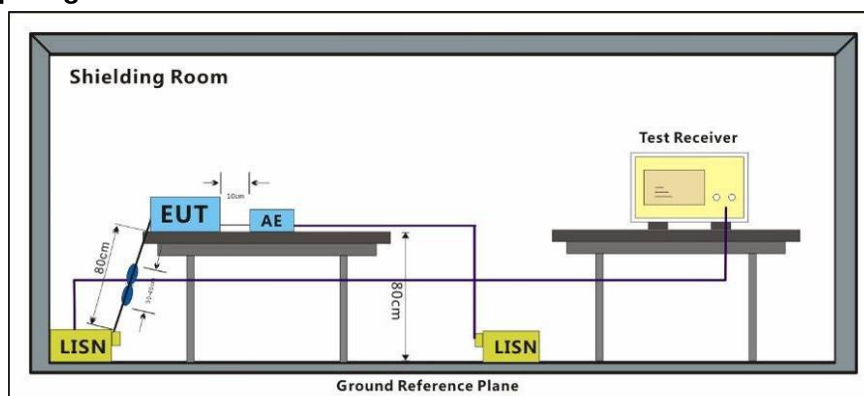 Shielding Room
Test Receiver
10cm
EUT
AE
80cm
80cm
LISN
LISN
Ground Reference Plane